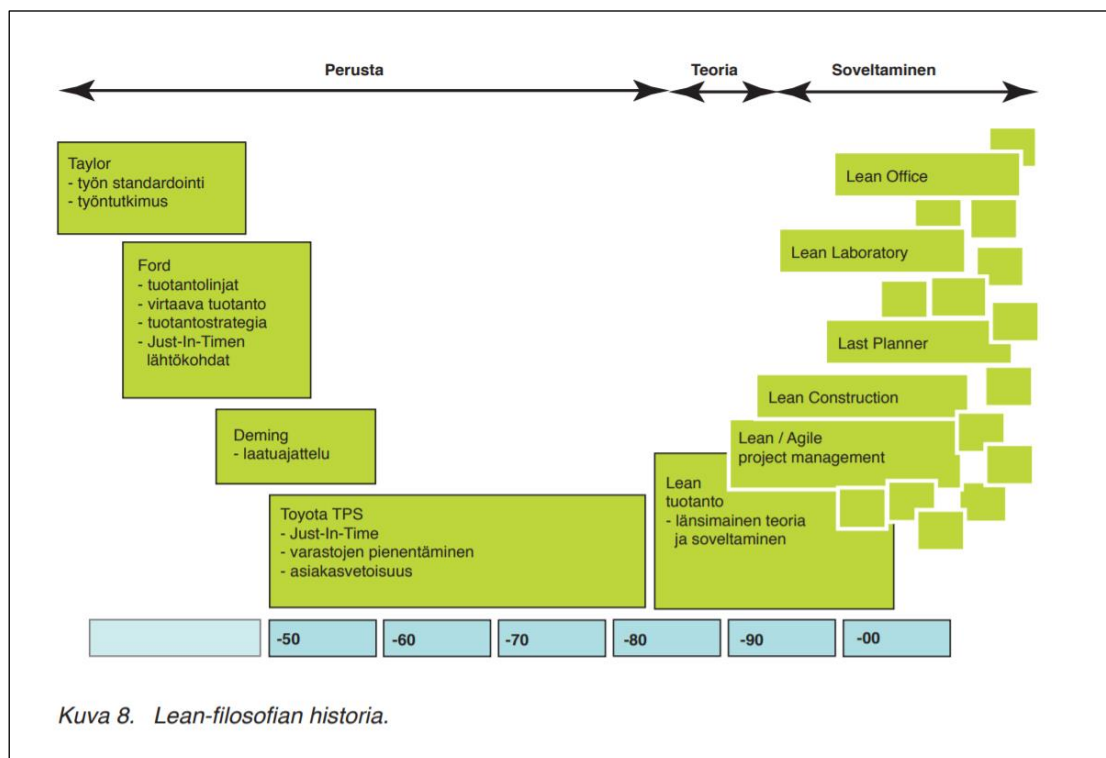 Perusta
Teoria
Soveltaminen
Taylor
- työn standardointi
- työntutkimus
Ford
- tuotantolinjat
- virtaava tuotanto
- tuotantostrategia
- Just-In-Timen
lähtökohdat
Deming
- laatuajattelu
Toyota TPS
- Just-In-Time
- varastojen pienentäminen
- asiakasvetoisuus
Lean
tuotanto
- länsimainen teoria
ja soveltaminen
Lean / Agile
project management
Lean Construction
Last Planner
Lean Laboratory
Lean Office
-50
-60
-70
-80
-90
-00
Kuva 8. Lean-filosofian historia.